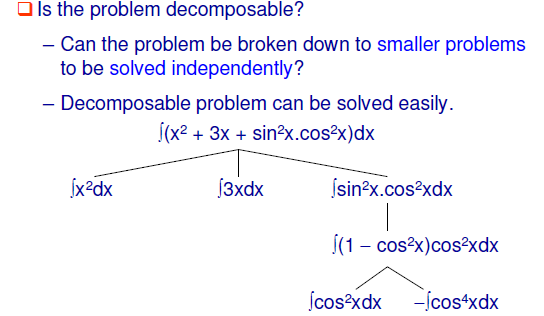 Is the problem decomposable?
– Can the problem be broken down to smaller problems
to be solved independently?
– Decomposable problem can be solved easily.
∫(x² + 3x + sin²x.cos²x)dx
∫x²dx ∫3xdx ∫sin²x.cos²xdx
∫(1 – cos²x)cos²xdx
∫cos²xdx –∫cos⁴xdx